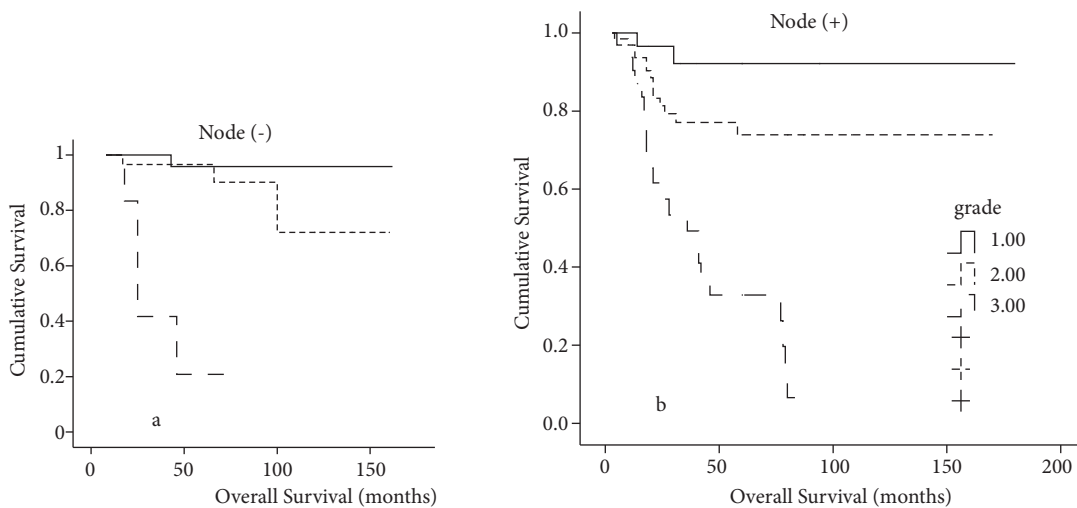 Node (-)
1
0.8
0.6
0.4
0.2
0
Cumulative Survival
a
0 50 100 150
Overall Survival (months)
Node (+)
1.0
0.8
0.6
0.4
0.2
0.0
Cumulative Survival
b
grade
1.00
2.00
3.00
0 50 100 150 200
Overall Survival (months)